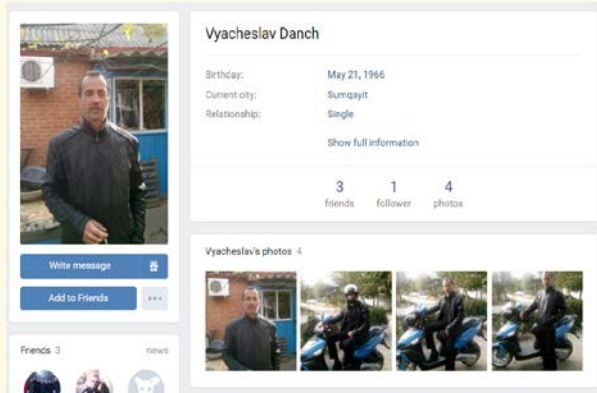 Vyacheslav Danch
Birthday: May 21, 1966
Current city: Sumqayit
Relationship: Single
Show full information
3 1 4
friends follower photos
Write message
Add to Friends
Vyacheslav's photos 4
Friends 3 news